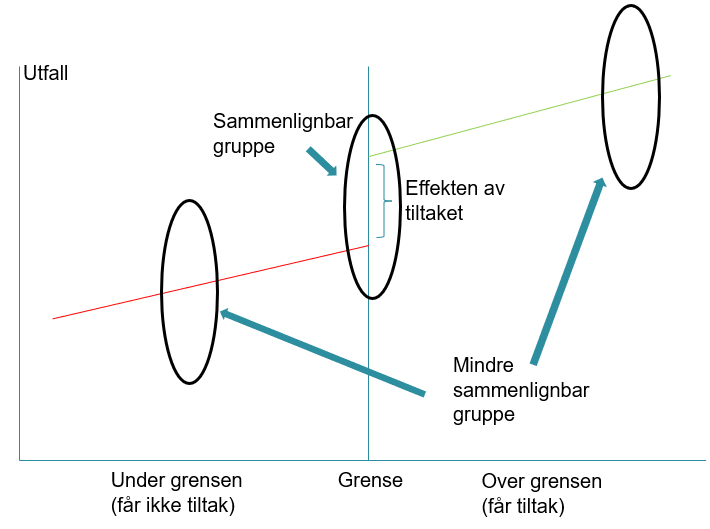 Utfall
Sammenlignbar
gruppe
Effekten av
tiltaket
Mindre
sammenlignbar
gruppe
Under grensen
(får ikke tiltak)
Grense
Over grensen
(får tiltak)